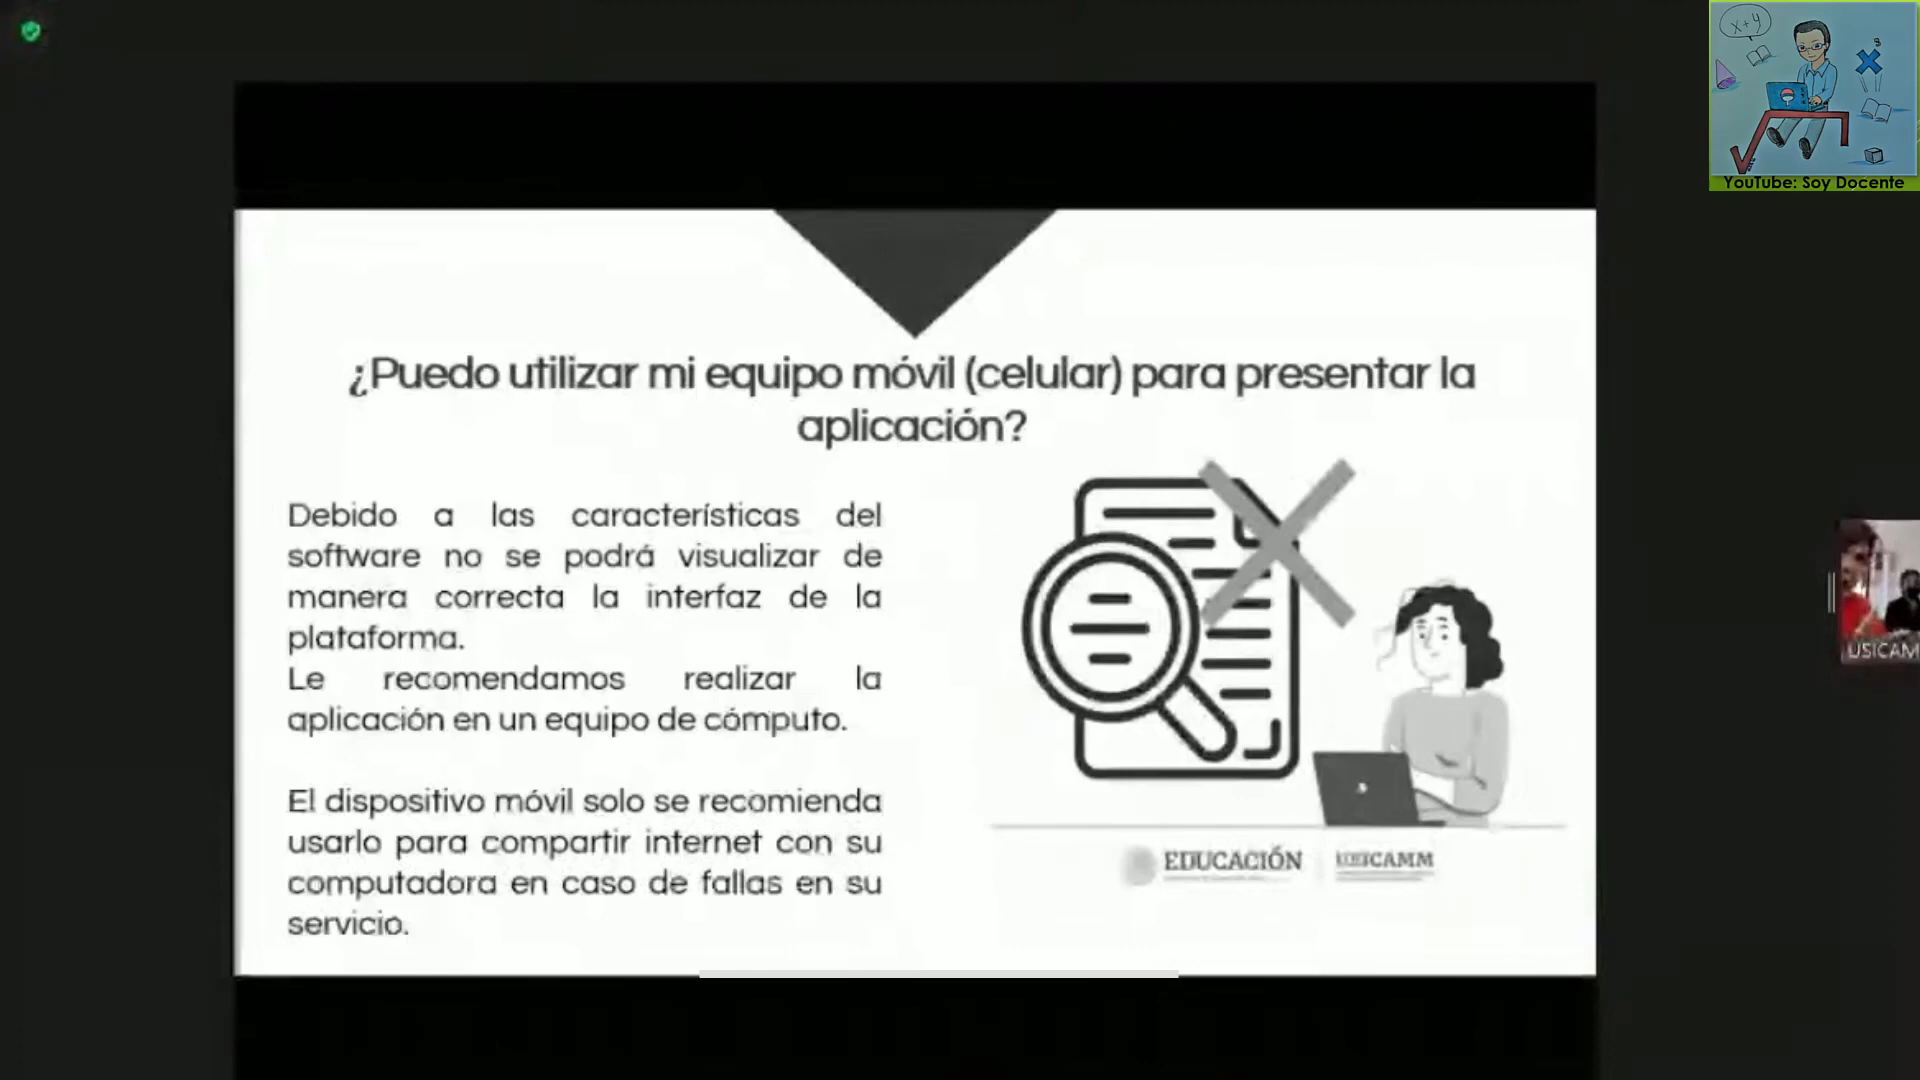 x+y
3
YouTube: Soy Docente
¿Puedo utilizar mi equipo móvil (celular) para presentar la
aplicación?
Debido a las características del
software no se podrá visualizar de
manera correcta la interfaz de la
plataforma.
Le recomendamos realizar la
aplicación en un equipo de cómputo.
El dispositivo móvil solo se recomienda
usarlo para compartir internet con su
computadora en caso de fallas en su
servicio.
EDUCACIÓN
USICAMM
USICAM